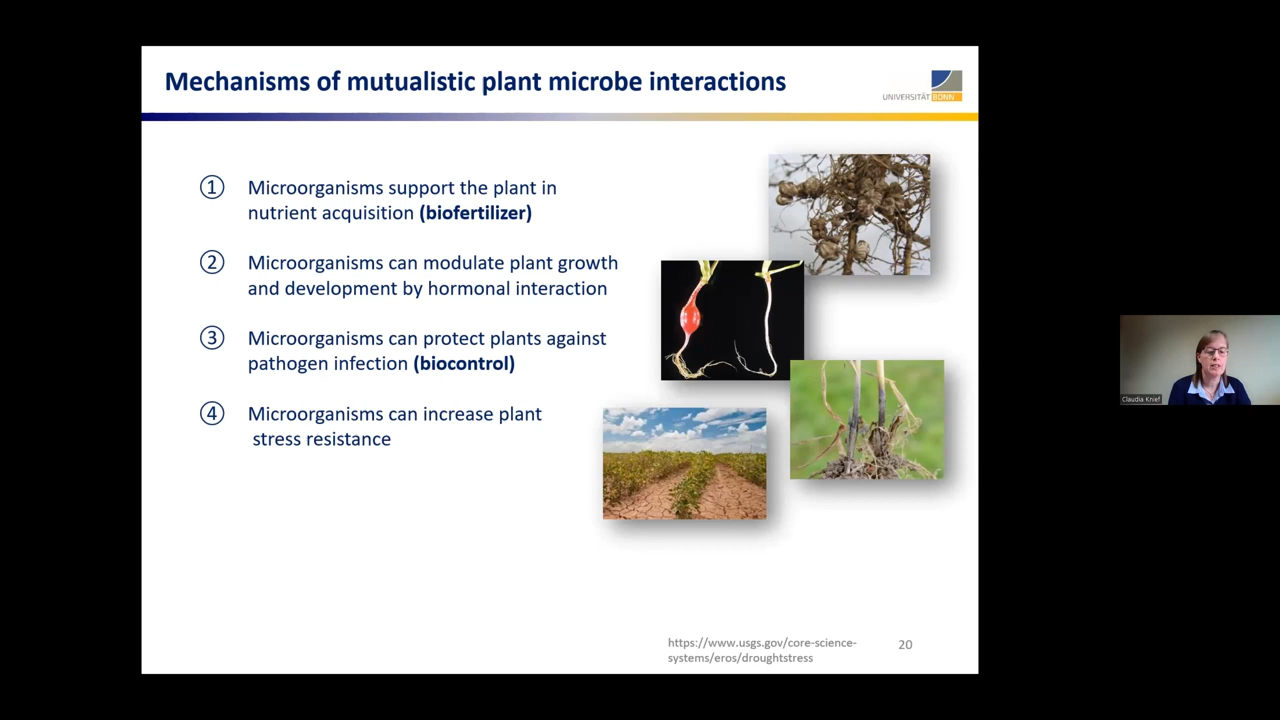 Mechanisms of mutualistic plant microbe interactions
UNIVERSITÄT BONN
1 Microorganisms support the plant in
nutrient acquisition (biofertilizer)
2 Microorganisms can modulate plant growth
and development by hormonal interaction
3 Microorganisms can protect plants against
pathogen infection (biocontrol)
4 Microorganisms can increase plant
stress resistance
Claudia Knief
https://www.usgs.gov/core-science-
systems/eros/droughtstress
20